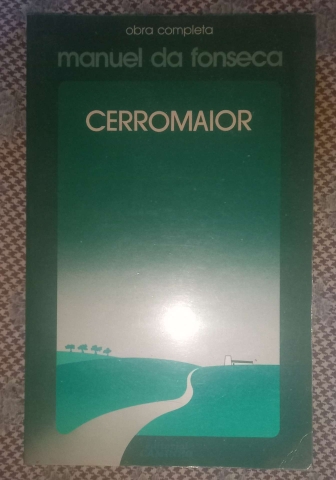 obra completa
manuel da fonseca
CERROMAIOR